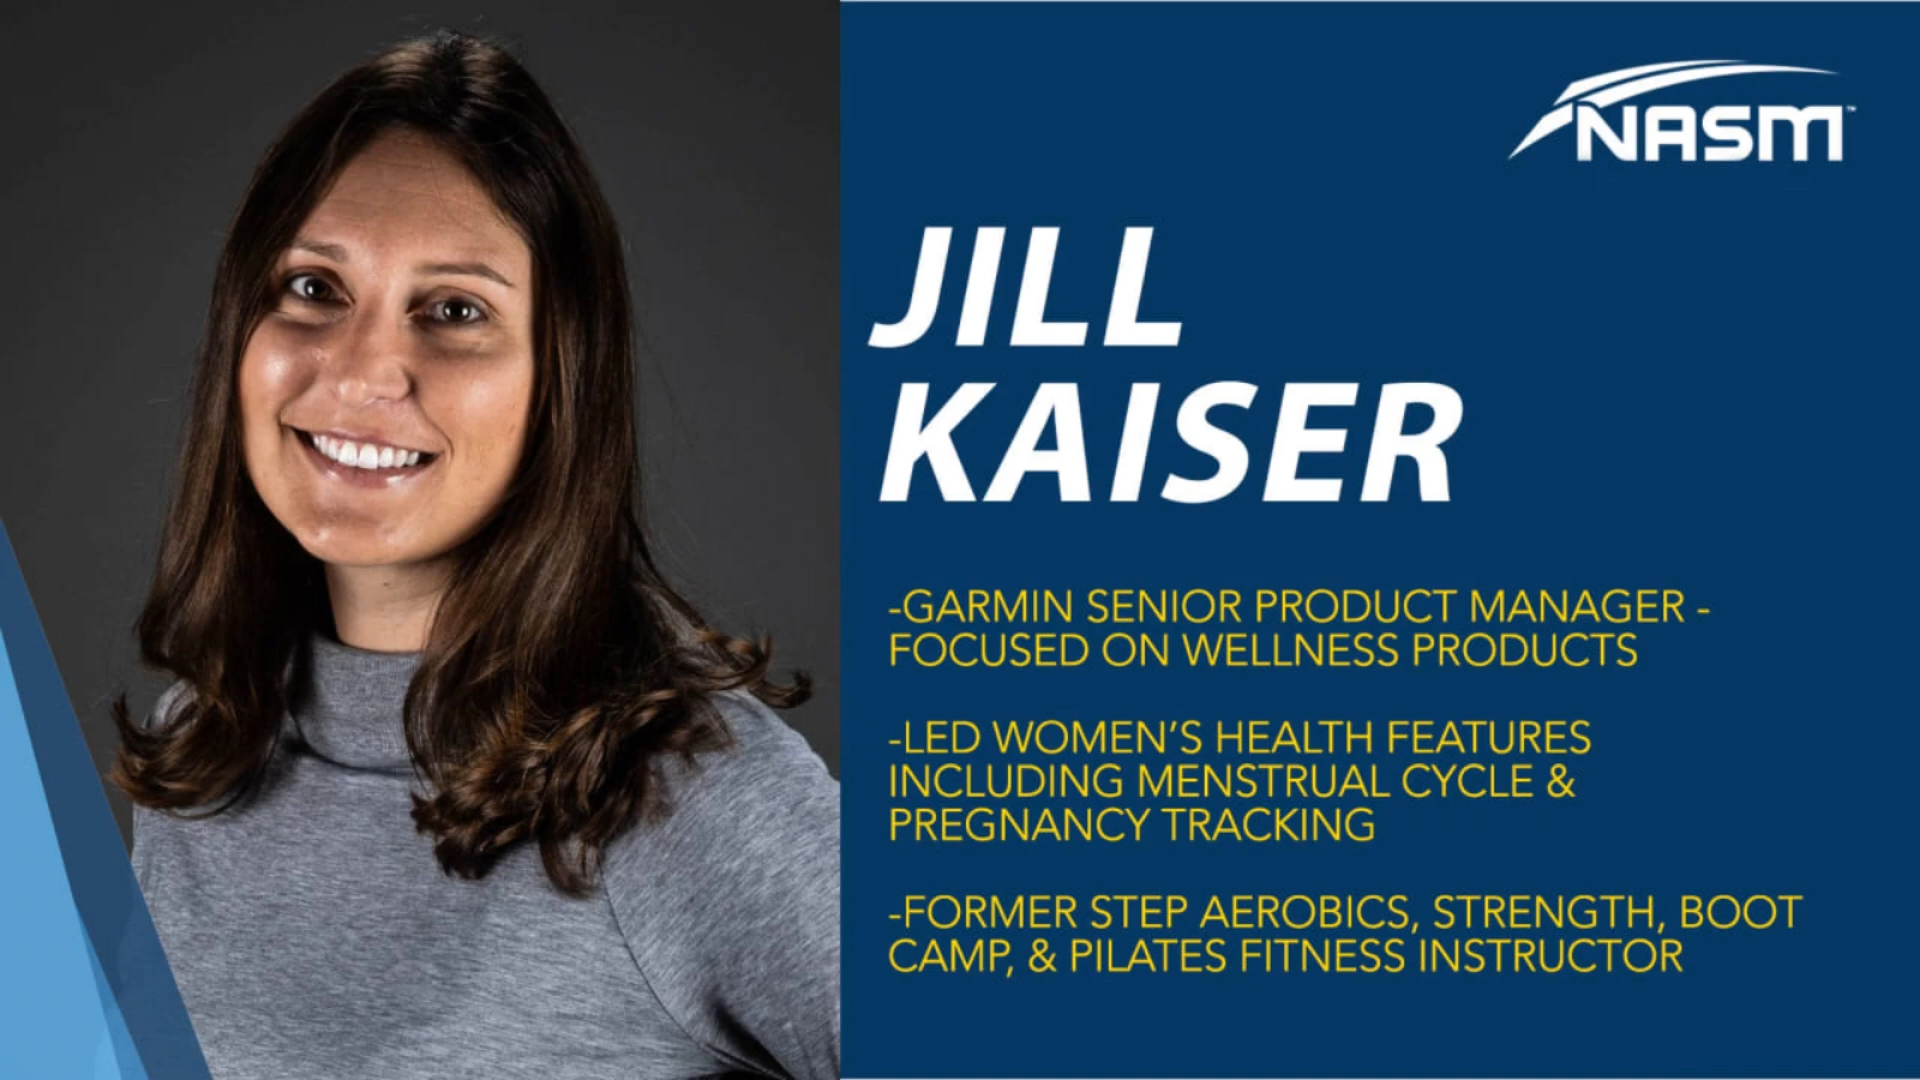 NASM™
JILL
KAISER
-GARMIN SENIOR PRODUCT MANAGER -
FOCUSED ON WELLNESS PRODUCTS
-LED WOMEN’S HEALTH FEATURES
INCLUDING MENSTRUAL CYCLE &
PREGNANCY TRACKING
-FORMER STEP AEROBICS, STRENGTH, BOOT
CAMP, & PILATES FITNESS INSTRUCTOR